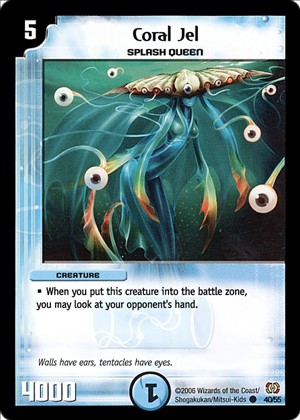 5
Coral Jel
SPLASH QUEEN
CREATURE
▪ When you put this creature into the battle zone,
you may look at your opponent's hand.
Walls have ears, tentacles have eyes.
4000
1
©2006 Wizards of the Coast/
Shogakukan/Mitsui-Kids ● 40/55